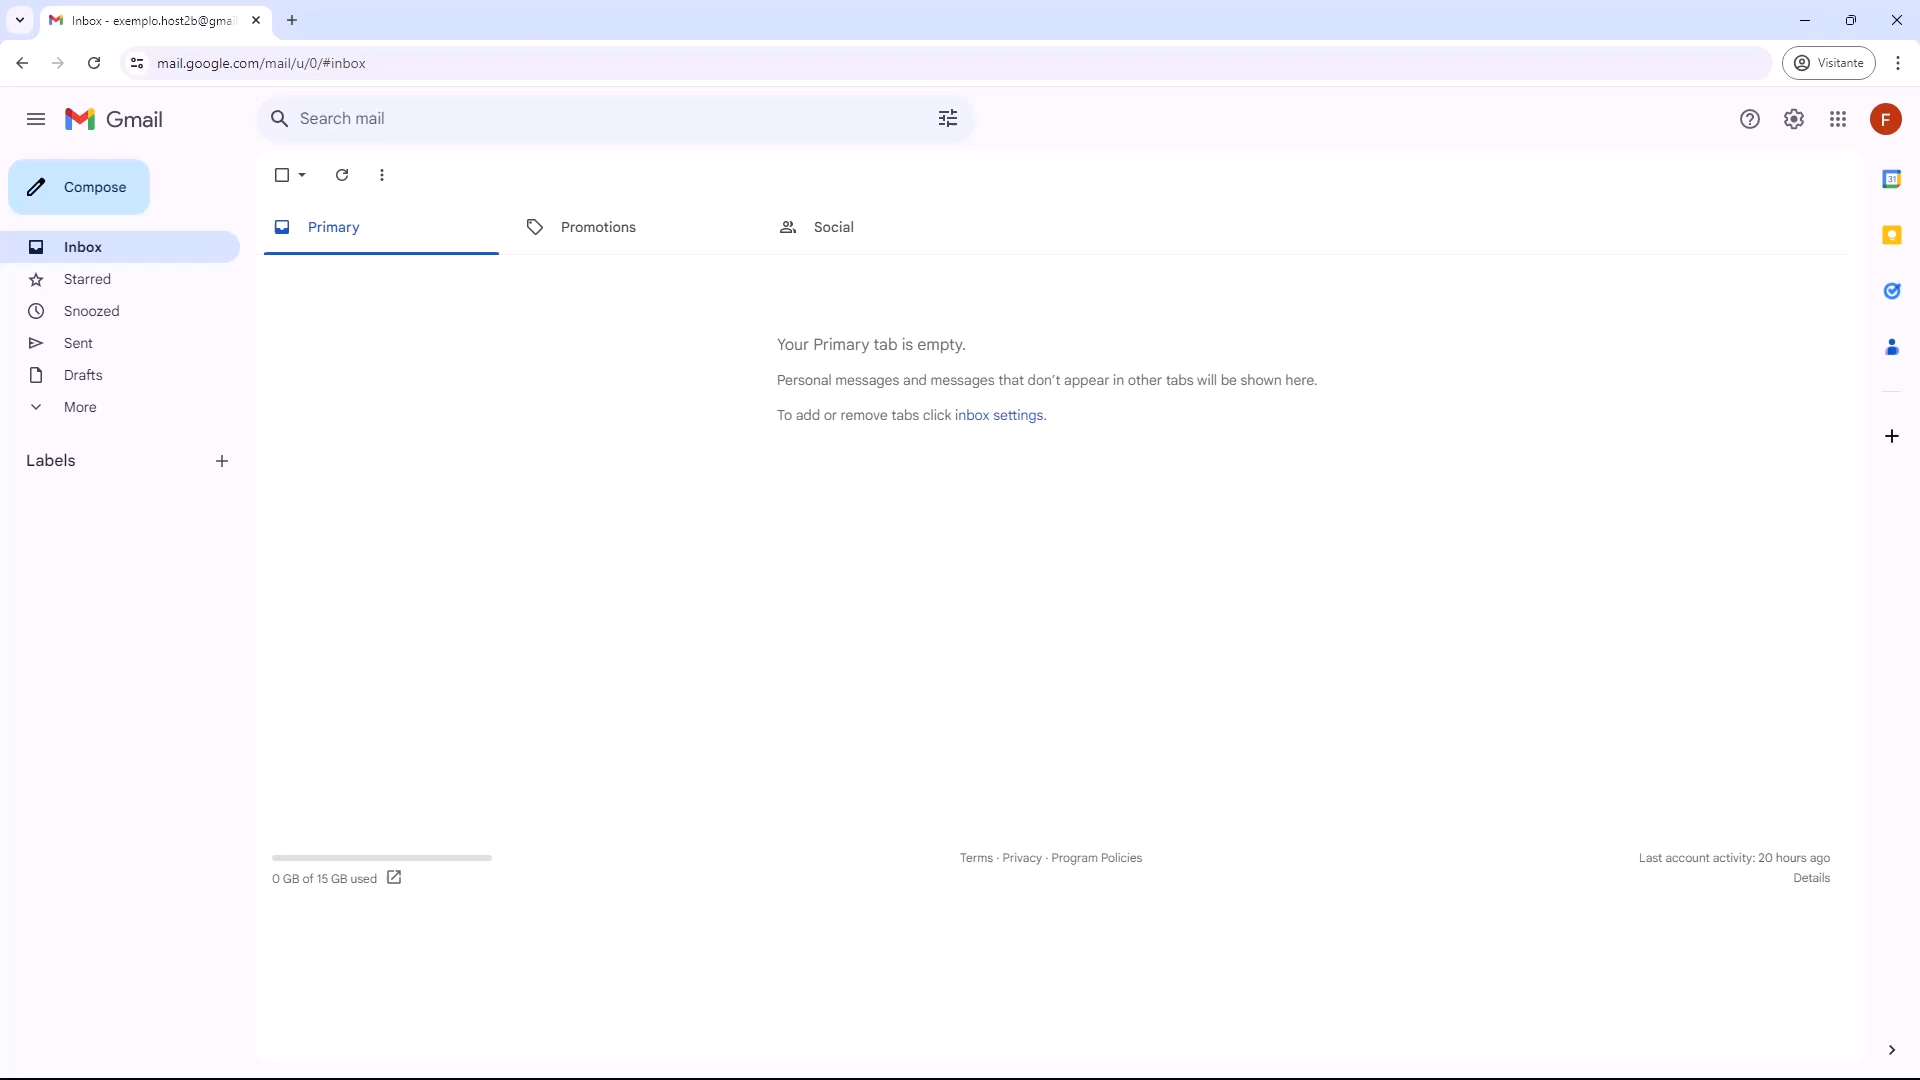 Inbox - exemplo.host2b@gmai
mail.google.com/mail/u/0/#inbox
Visitante
Gmail
Search mail
F
Compose
Inbox
Starred
Snoozed
Sent
Drafts
More
Labels
Primary
Promotions
Social
31
Your Primary tab is empty.
Personal messages and messages that don’t appear in other tabs will be shown here.
To add or remove tabs click inbox settings.
0 GB of 15 GB used
Terms · Privacy · Program Policies
Last account activity: 20 hours ago
Details